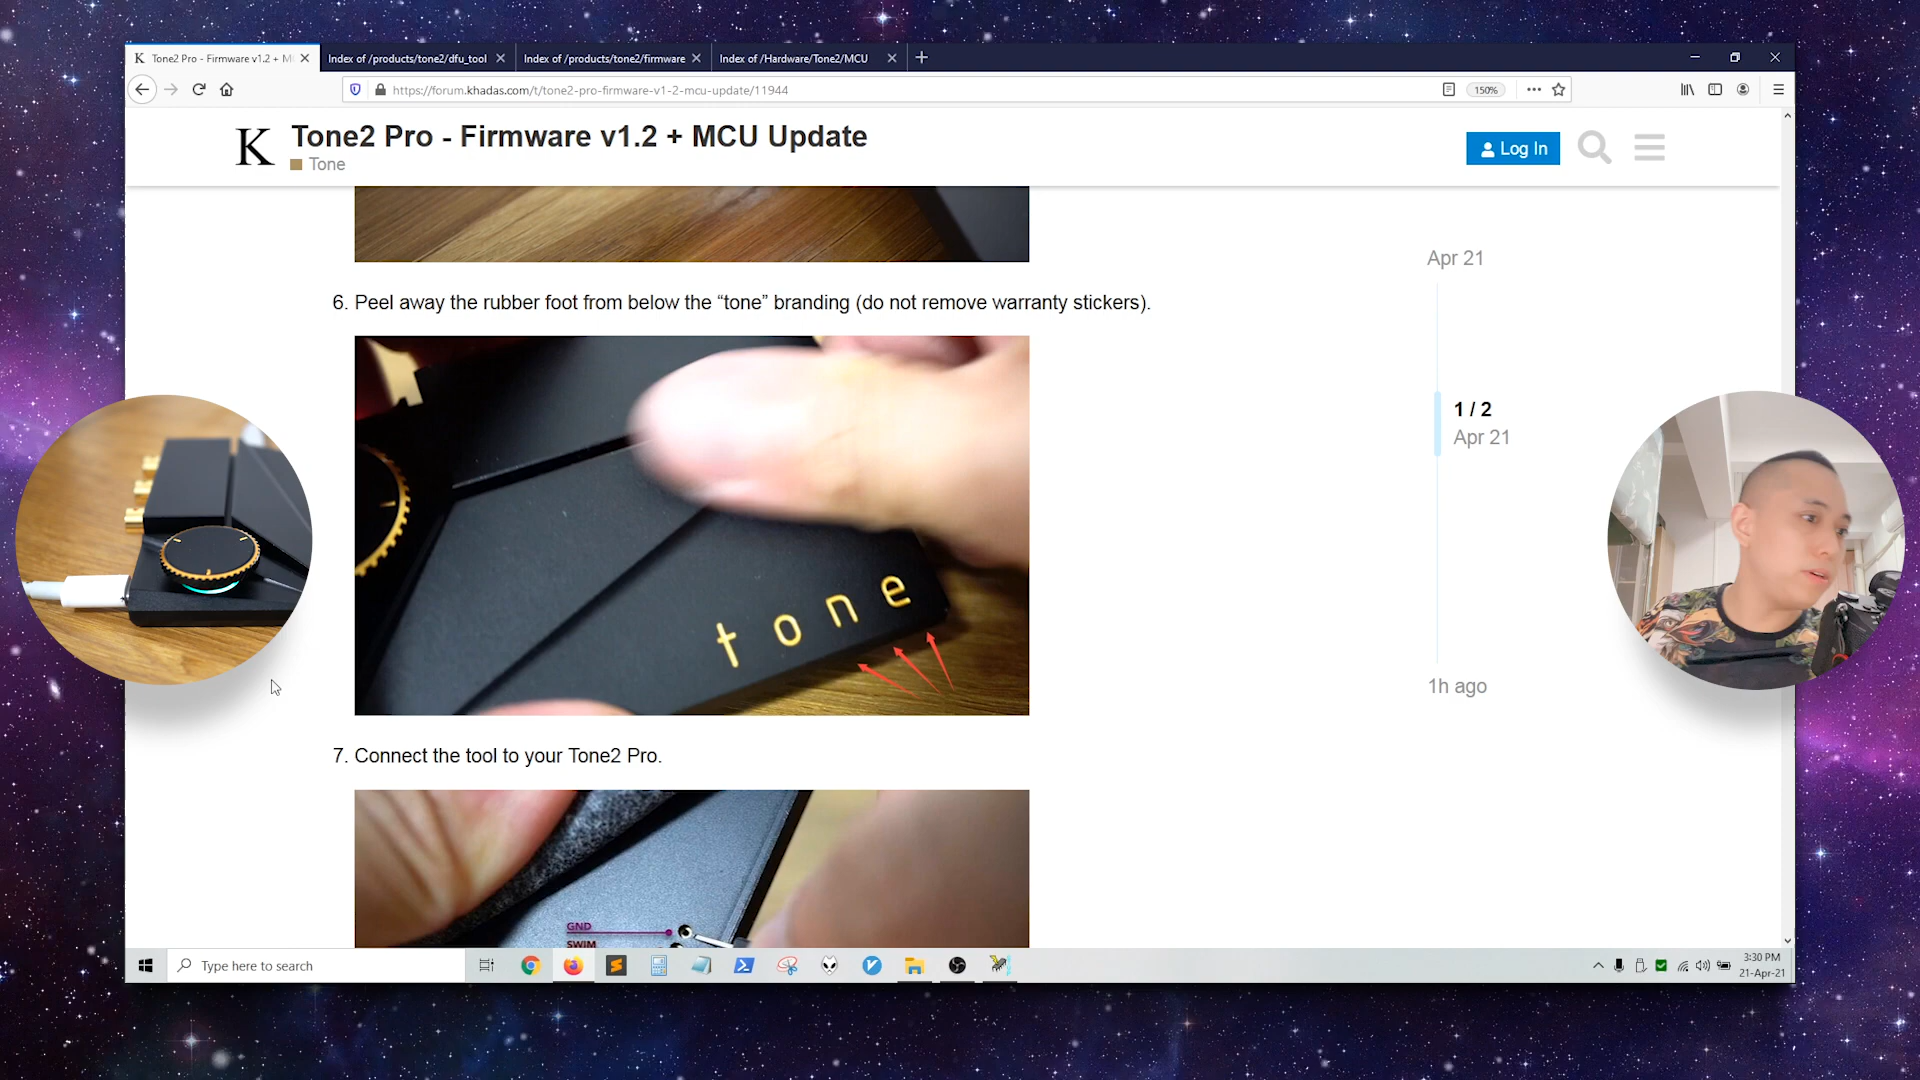 K Tone2 Pro - Firmware v1.2 + M
Index of /products/tone2/dfu_tool
Index of /products/tone2/firmware
Index of /Hardware/Tone2/MCU
https://forum.khadas.com/t/tone2-pro-firmware-v1-2-mcu-update/11944
150%
K
Tone2 Pro - Firmware v1.2 + MCU Update
Tone
Log In
Apr 21
6. Peel away the rubber foot from below the “tone” branding (do not remove warranty stickers).
1 / 2
Apr 21
tone
1h ago
7. Connect the tool to your Tone2 Pro.
GND
SWIM
Type here to search
3:30 PM
21-Apr-21